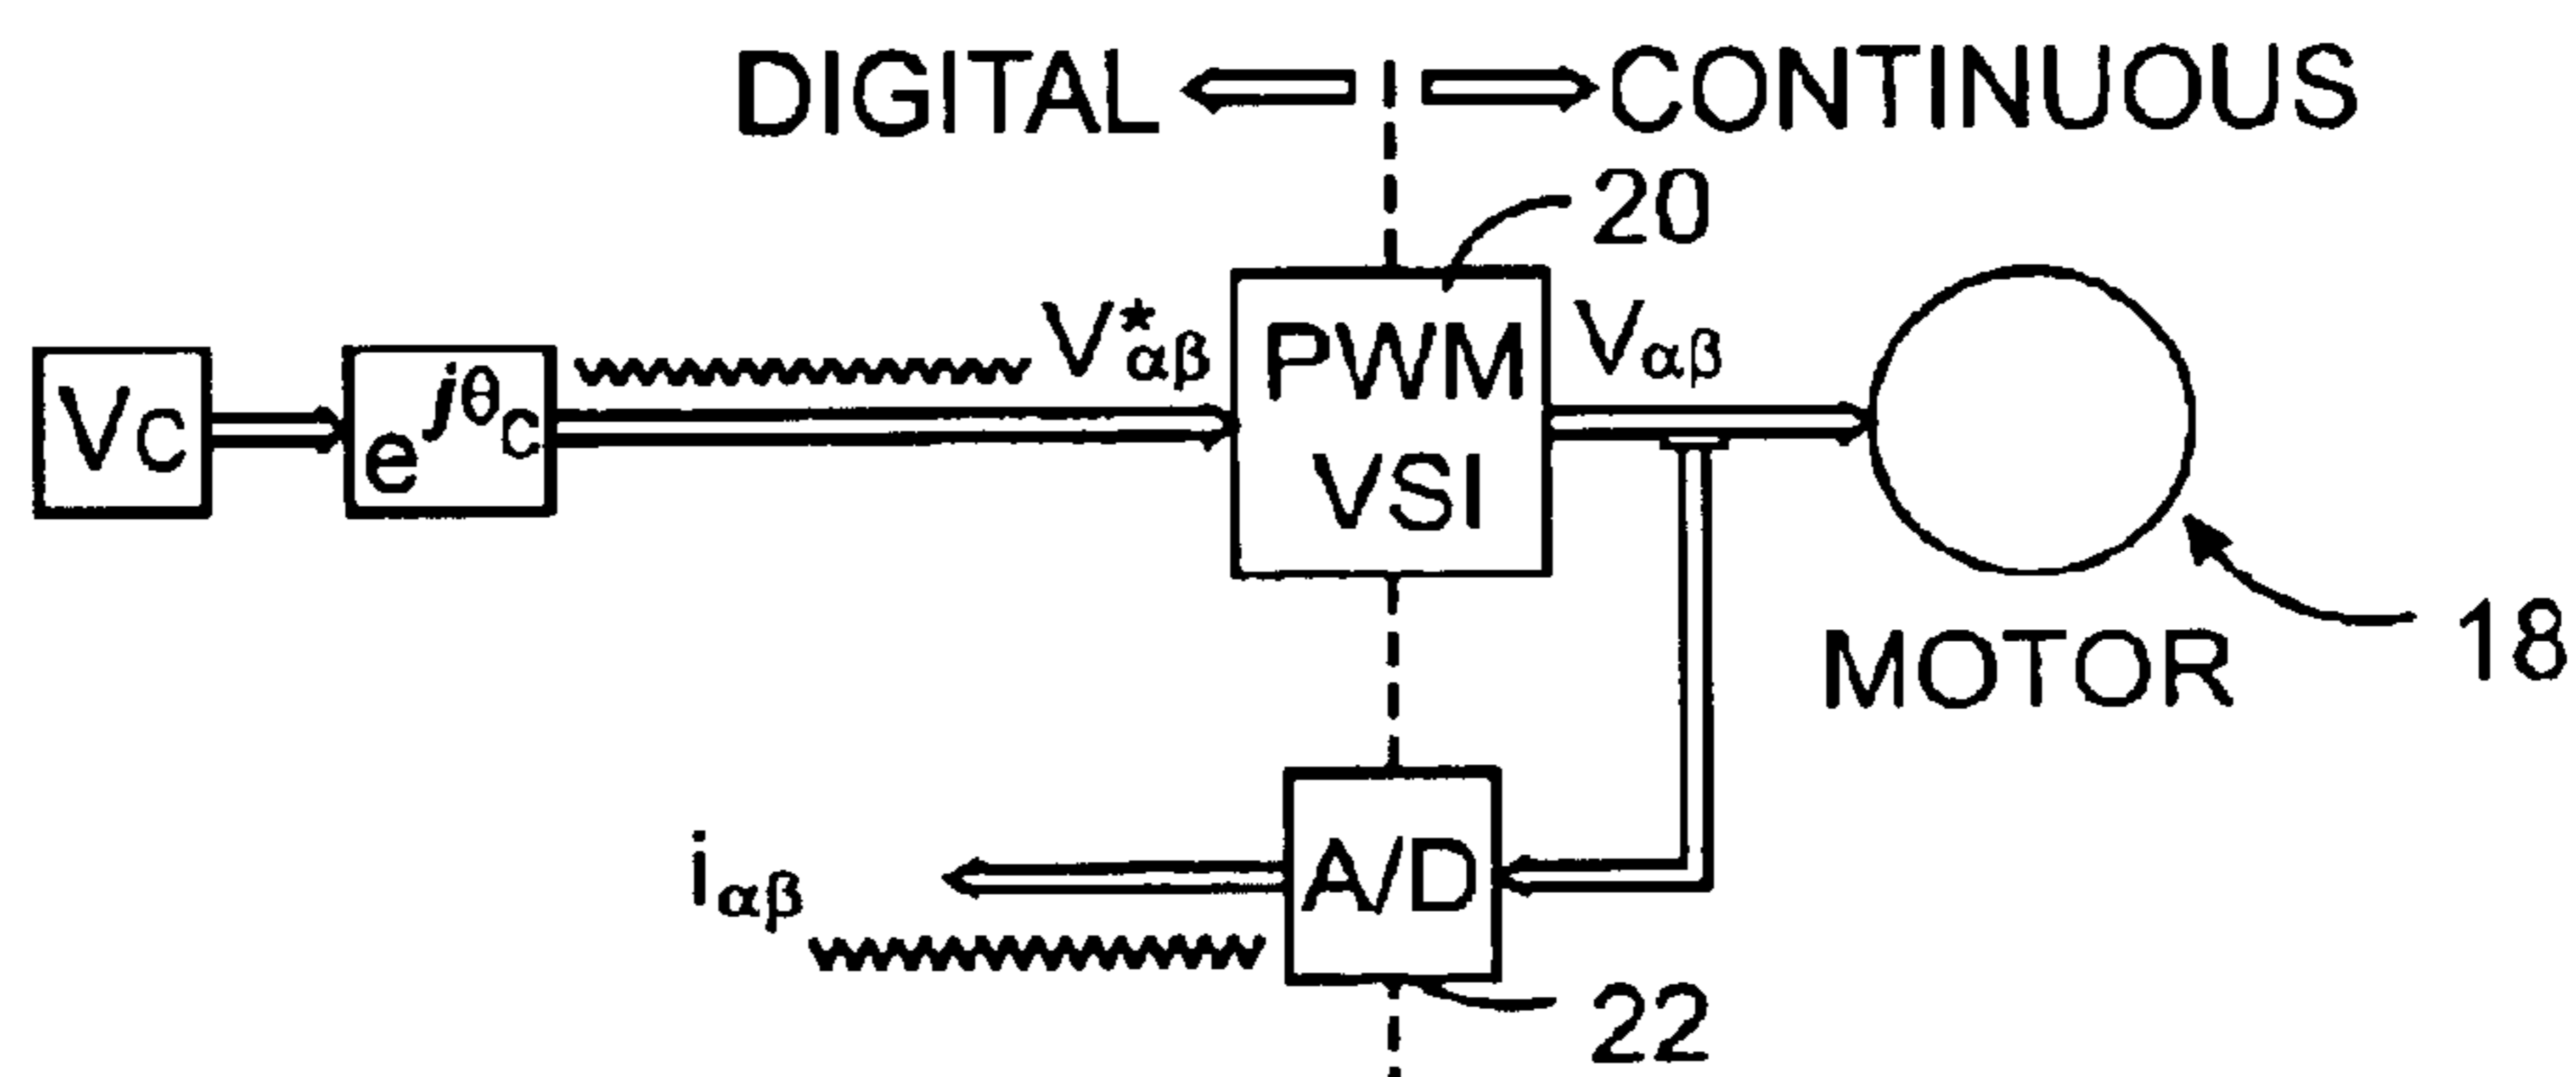 DIGITAL CONTINUOUS
20
Vc
e^jθc
V*αβ
PWM
VSI
Vαβ
MOTOR
18
iαβ
A/D
22